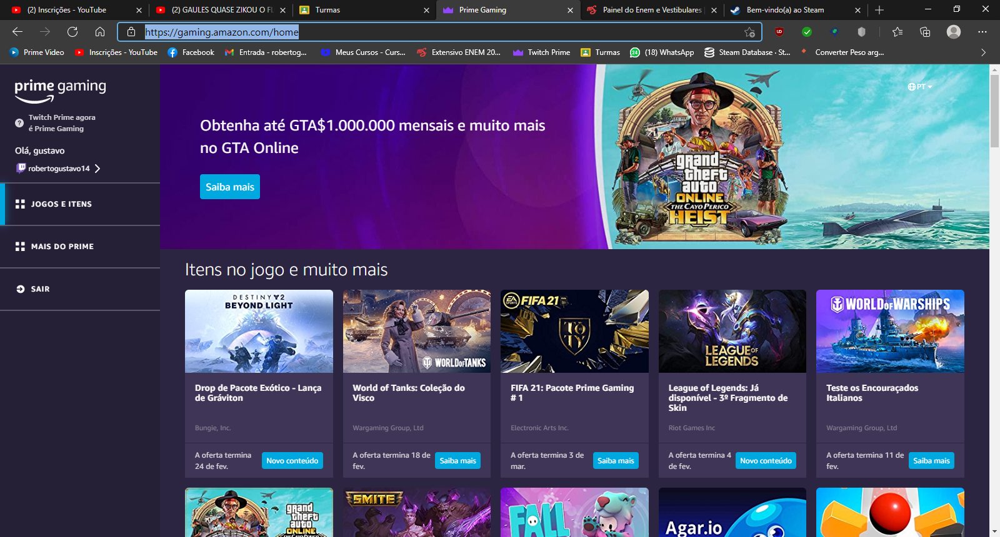 (2) Inscrições - YouTube
(2) GAULES QUASE ZIKOU O FL
Turmas
Prime Gaming
Painel do Enem e Vestibulares |
Bem-vindo(a) ao Steam
https://gaming.amazon.com/home
Prime Video
Inscrições - YouTube
Facebook
Entrada - robertog...
Meus Cursos - Curs...
Extensivo ENEM 20...
Twitch Prime
Turmas
(18) WhatsApp
Steam Database · St...
Converter Peso arg...
prime gaming
Twitch Prime agora
é Prime Gaming
Olá, gustavo
robertogustavo14
JOGOS E ITENS
MAIS DO PRIME
SAIR
PT
Obtenha até GTA$1.000.000 mensais e muito mais
no GTA Online
Saiba mais
grand
theft
auto
ONLINE
THE CAYO PERICO
HEIST
Itens no jogo e muito mais
DESTINY 2
BEYOND LIGHT
Drop de Pacote Exótico - Lança
de Gráviton
Bungie, Inc.
A oferta termina
24 de fev.
Novo conteúdo
WORLD OF TANKS
World of Tanks: Coleção do
Visco
Wargaming Group, Ltd
A oferta termina 18 de
fev.
Saiba mais
EA
SPORTS
FIFA 21
TO
TY
FIFA 21: Pacote Prime Gaming
# 1
Electronic Arts Inc.
A oferta termina 3 de
mar.
Saiba mais
LEAGUE OF
LEGENDS
League of Legends: Já
disponível - 3º Fragmento de
Skin
Riot Games Inc
A oferta termina 4
de fev.
Novo conteúdo
WORLD OF WARSHIPS
Teste os Encouraçados
Italianos
Wargaming Group, Ltd
A oferta termina 11 de
fev.
Saiba mais
grand
theft
auto
ONLINE
SMITE
FALL
Agar.io